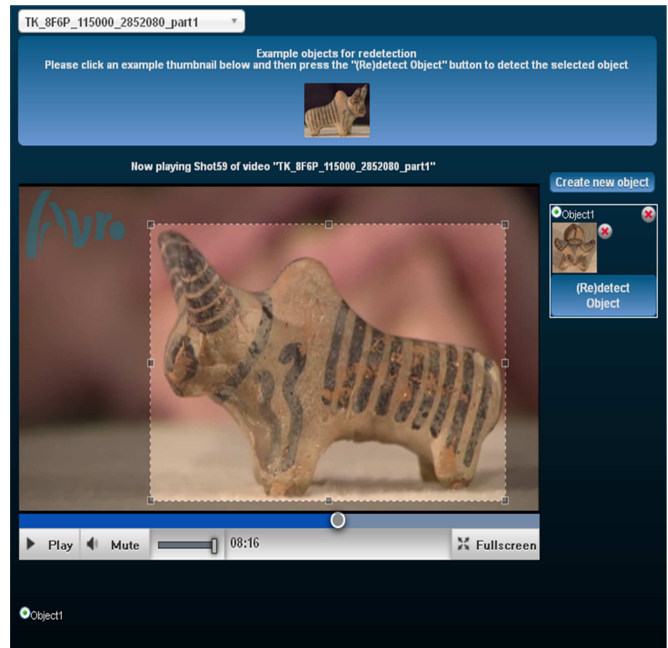 TK_8F6P_115000_2852080_part1
Example objects for redetection
Please click an example thumbnail below and then press the "(Re)detect Object" button to detect the selected object
Now playing Shot59 of video "TK_8F6P_115000_2852080_part1"
Create new object
Avro
Object1
(Re)detect
Object
Play
Mute
08:16
Fullscreen
Object1